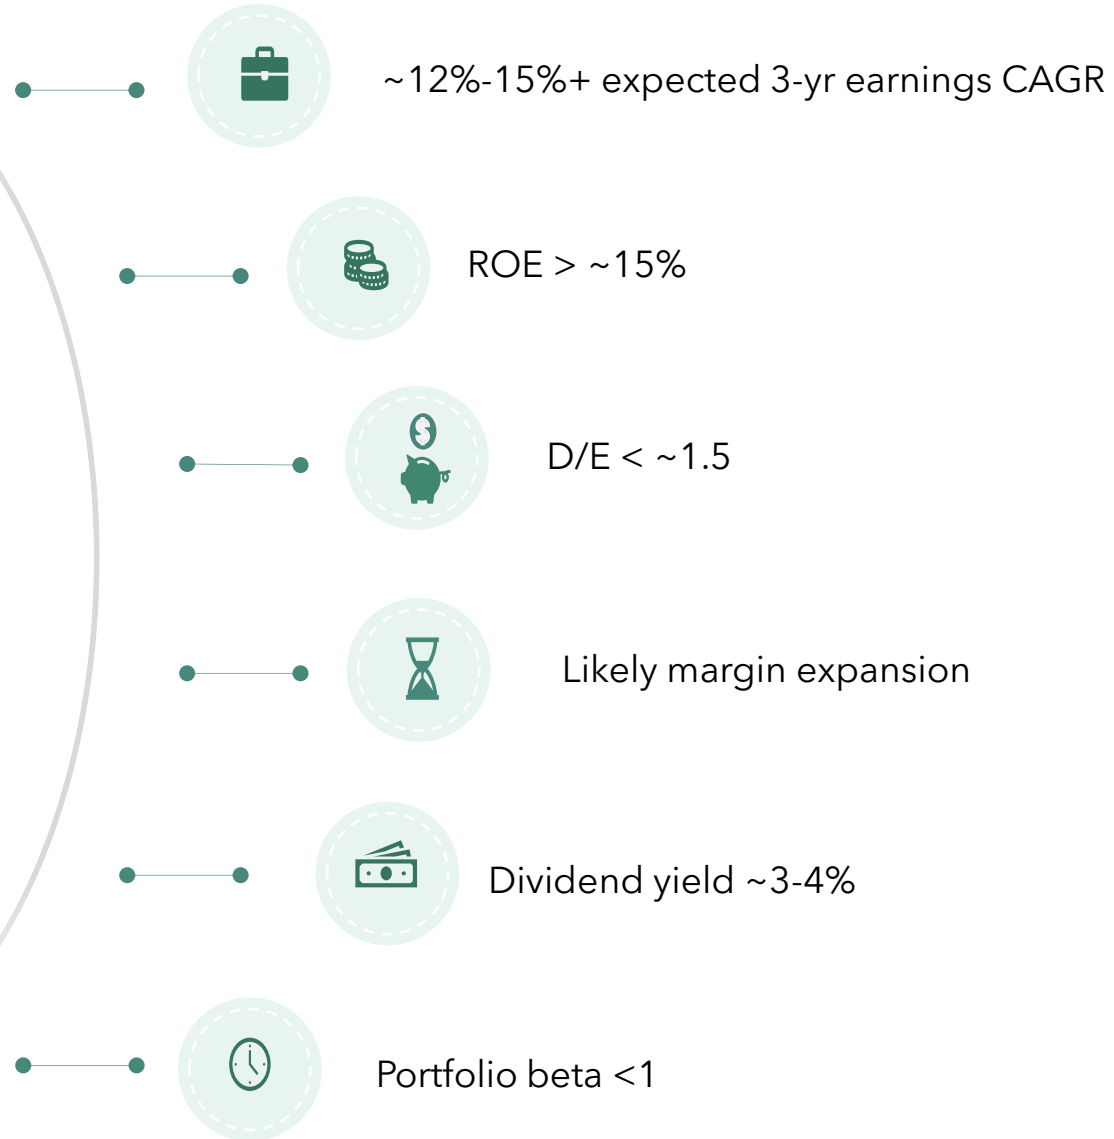 ~12%-15%+ expected 3-yr earnings CAGR
ROE > ~15%
D/E < ~1.5
Likely margin expansion
Dividend yield ~3-4%
Portfolio beta <1